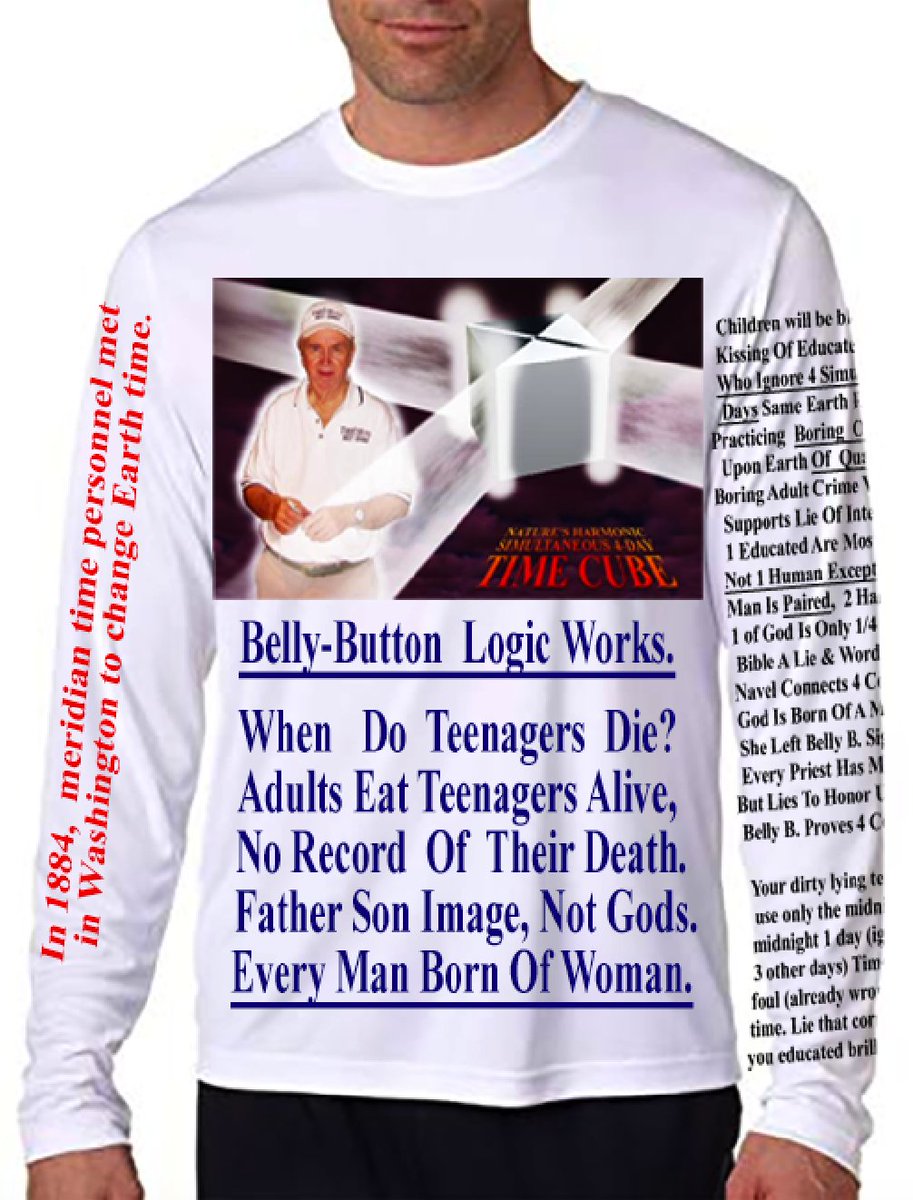 In 1884, meridian time personnel met
in Washington to change Earth time.
NATURE'S HARMONIC
SIMULTANEOUS 4-DAY
TIME CUBE
Belly-Button Logic Works.
When Do Teenagers Die?
Adults Eat Teenagers Alive,
No Record Of Their Death.
Father Son Image, Not Gods.
Every Man Born Of Woman.
Children will be
Kissing Of
Who Ignore 4
Days Same Earth
Practicing Boring
Upon Earth Of
Boring Adult Crime
Supports Lie Of
1 Educated Are
Not 1 Human
Man Is Paired, 2
1 of God Is Only 1/4
Bible A Lie & Word
Navel Connects 4
God Is Born Of A
She Left Belly B.
Every Priest Has
But Lies To Honor
Belly B. Proves 4
Your dirty lying
use only the
midnight 1 day
3 other days)
foul (already
time. Lie that
you educated